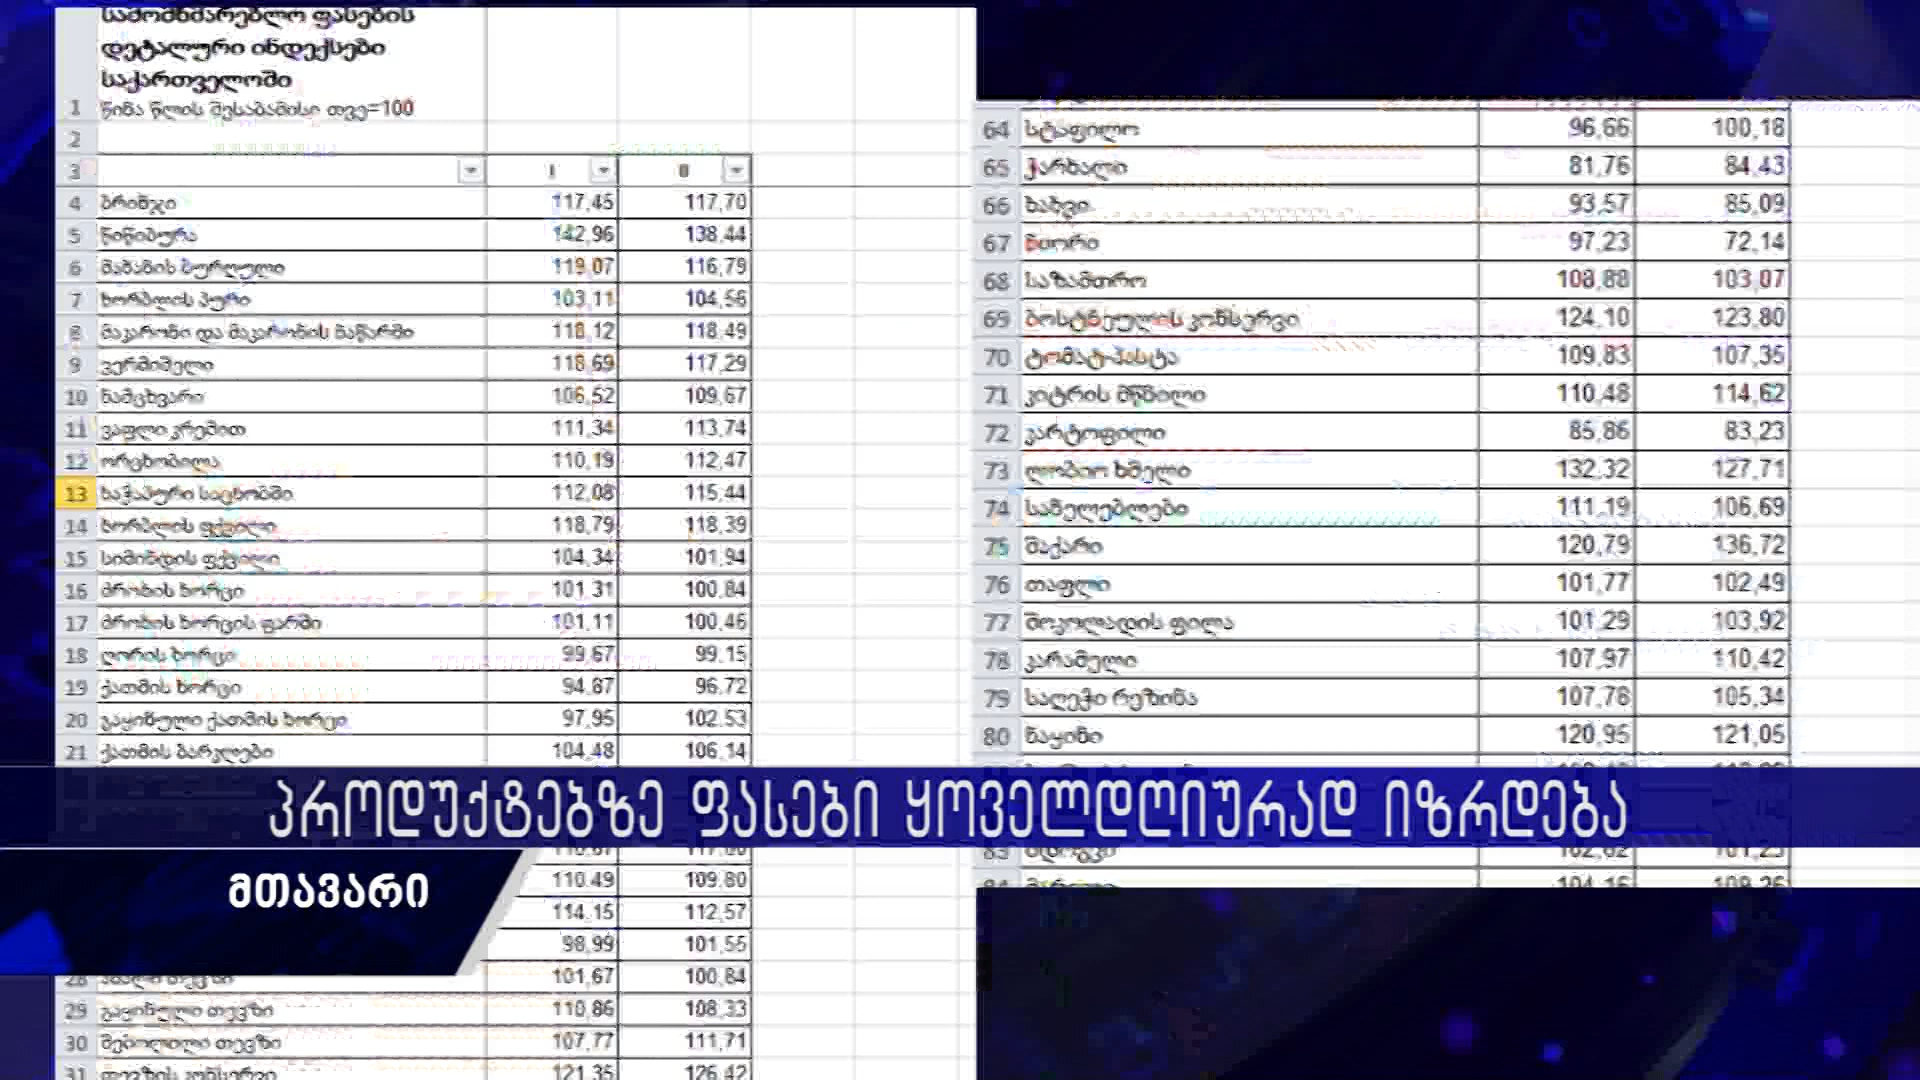 სამომხმარებლო ფასების
დეტალური ინდექსები
საქართველოში
1 წინა წლის შესაბამისი თვე=100
2
3 I II
4 ბრინჯი 117,45 117,70
5 წიწიბურა 142,96 138,44
6 მანანის ბურღული 119,07 116,79
7 ხორბლის პური 103,11 104,56
8 მაკარონი და მაკარონის ნაწარმი 118,12 118,49
9 ვერმიშელი 118,69 117,29
10 ნამცხვარი 106,52 109,67
11 ვაფლი კრემით 111,34 113,74
12 ორცხობილა 110,19 112,47
13 ხაჭაპური საცხობში 112,08 115,44
14 ხორბლის ფქვილი 118,79 118,39
15 სიმინდის ფქვილი 104,34 101,94
16 ძროხის ხორცი 101,31 100,84
17 ძროხის ხორცის ფარში 101,11 100,46
18 ღორის ხორცი 99,67 99,15
19 ქათმის ხორცი 94,87 96,72
20 გაყინული ქათმის ხორცი 97,95 102,53
21 ქათმის ბარკლები 104,48 106,14
110,49 109,80
114,15 112,57
98,99 101,55
28 ახალი თევზი 101,67 100,84
29 გაყინული თევზი 110,86 108,33
30 შებოლილი თევზი 107,77 111,71
31 თევზის კონსერვი 121,35 126,42
64 სტაფილო 96,66 100,18
65 ჭარხალი 81,76 84,43
66 ხახვი 93,57 85,09
67 ნიორი 97,23 72,14
68 საზამთრო 108,88 103,07
69 ბოსტნეულის კონსერვი 124,10 123,80
70 ტომატ-პასტა 109,83 107,35
71 კიტრის მწნილი 110,48 114,62
72 კარტოფილი 85,86 83,23
73 ლობიო ხმელი 132,32 127,71
74 სანელებლები 111,19 106,69
75 შაქარი 120,79 136,72
76 თაფლი 101,77 102,49
77 შოკოლადის ფილა 101,29 103,92
78 კარამელი 107,97 110,42
79 საღეჭი რეზინა 107,78 105,34
80 ნაყინი 120,95 121,05
პროდუქტებზე ფასები ყოველდღიურად იზრდება
მთავარი